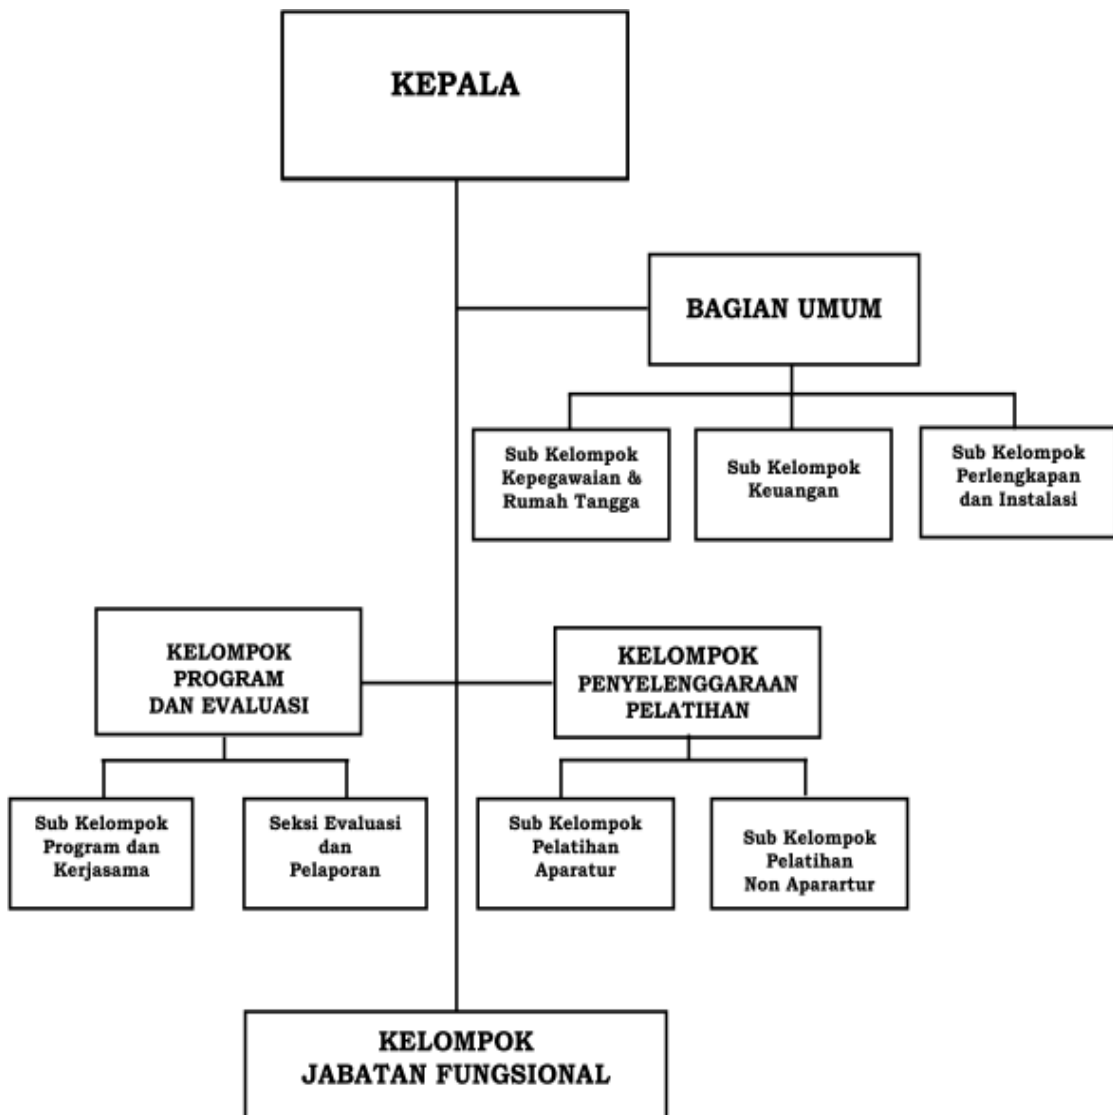 KEPALA
BAGIAN UMUM
Sub Kelompok
Kepegawaian &
Rumah Tangga
Sub Kelompok
Keuangan
Sub Kelompok
Perlengkapan
dan Instalasi
KELOMPOK
PROGRAM
DAN EVALUASI
KELOMPOK
PENYELENGGARAAN
PELATIHAN
Sub Kelompok
Program dan
Kerjasama
Seksi Evaluasi
dan
Pelaporan
Sub Kelompok
Pelatihan
Aparatur
Sub Kelompok
Pelatihan
Non Aparartur
KELOMPOK
JABATAN FUNGSIONAL